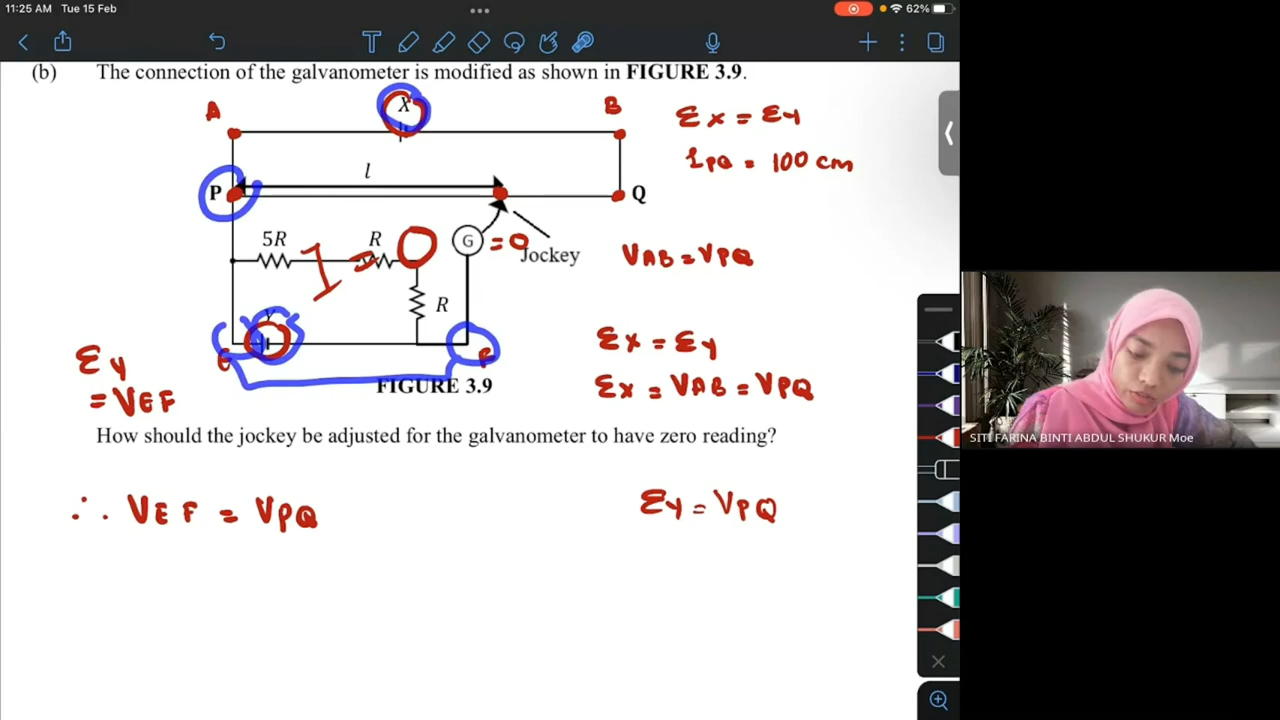 11:25 AM Tue 15 Feb
62%
(b) The connection of the galvanometer is modified as shown in FIGURE 3.9.
A
X
B
εx = εy
lPQ = 100 cm
l
P
Q
5R
R
G = 0
Jockey
I = 0
VAB = VPQ
R
Y
E
F
εx = εy
εy
= VEF
FIGURE 3.9
εx = VAB = VPQ
How should the jockey be adjusted for the galvanometer to have zero reading?
SITI FARINA BINTI ABDUL SHUKUR Moe
∴ VEF = VPQ
εy = VPQ